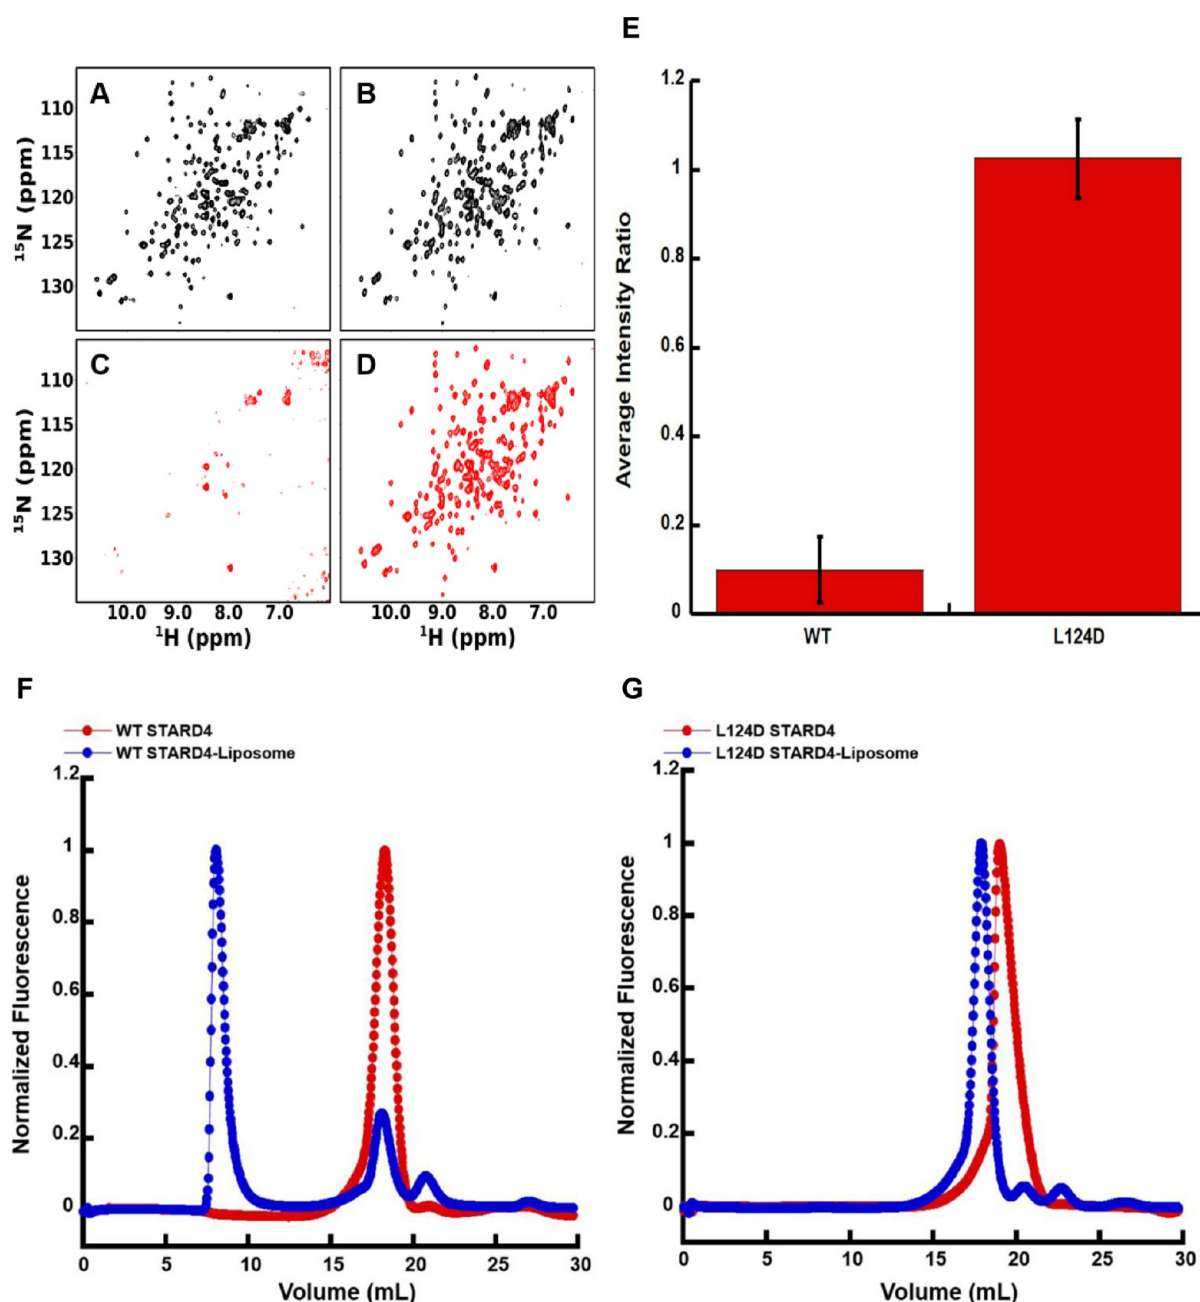 E
A
B
110
115
120
125
130
¹⁵N (ppm)
C
D
110
115
120
125
130
¹⁵N (ppm)
10.0 9.0 8.0 7.0
10.0 9.0 8.0 7.0
¹H (ppm)
¹H (ppm)
1.2
1
0.8
0.6
0.4
0.2
0
Average Intensity Ratio
WT
L124D
F
WT STARD4
WT STARD4-Liposome
1.2
1
0.8
0.6
0.4
0.2
0
Normalized Fluorescence
0 5 10 15 20 25 30
Volume (mL)
G
L124D STARD4
L124D STARD4-Liposome
1.2
1
0.8
0.6
0.4
0.2
0
Normalized Fluorescence
0 5 10 15 20 25 30
Volume (mL)